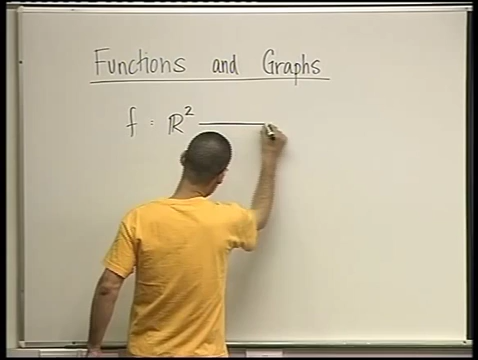 Functions and Graphs
f : ℝ² —